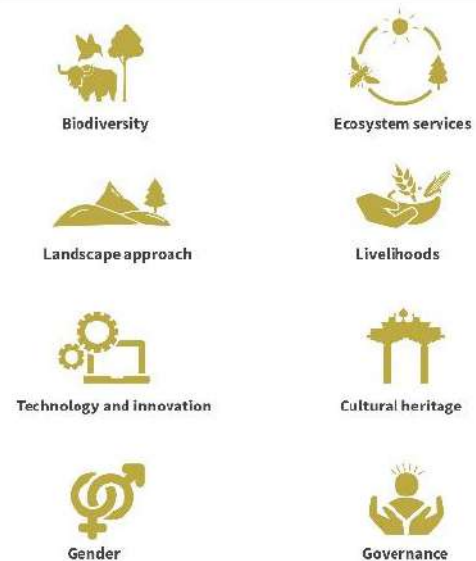 Biodiversity
Ecosystem services
Landscape approach
Livelihoods
Technology and innovation
Cultural heritage
Gender
Governance